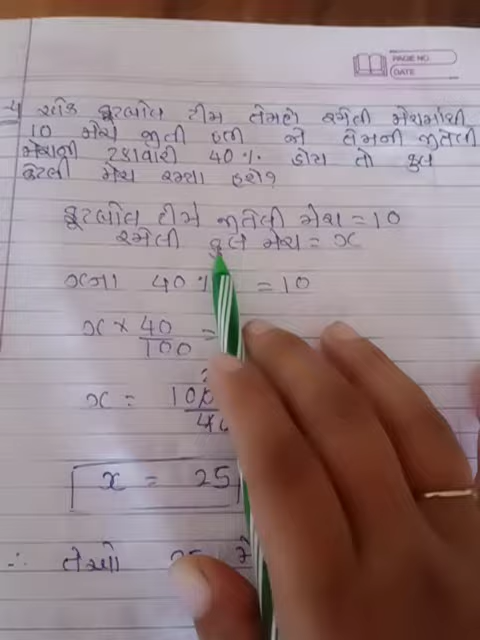 PAGE NO.
DATE
એક ફૂટબોલ ટીમે તેમણે રમેલી મેચમાંથી
10 મેચ જીતી હતી જો તેમની જીતેલી
મેચની ટકાવારી 40% હોય તો કુલ
કેટલી મેચ રમ્યા હશે?
ફૂટબોલ ટીમે જીતેલી મેચ = 10
રમેલી કુલ મેચ = x
xના 40% = 10
x × 40/100 =
x =
x = 25
∴ તેઓ